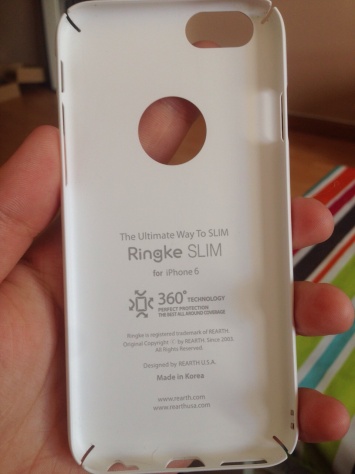 The Ultimate Way To SLIM
Ringke SLIM
for iPhone 6
360° TECHNOLOGY
PERFECT PROTECTION
THE BEST ALL AROUND COVERAGE
Ringke is registered trademark of REARTH
Original Copyright © by REARTH. Since 2003.
All Rights Reserved.
Designed by REARTH U.S.A.
Made in Korea
www.rearth.com
www.rearthusa.com